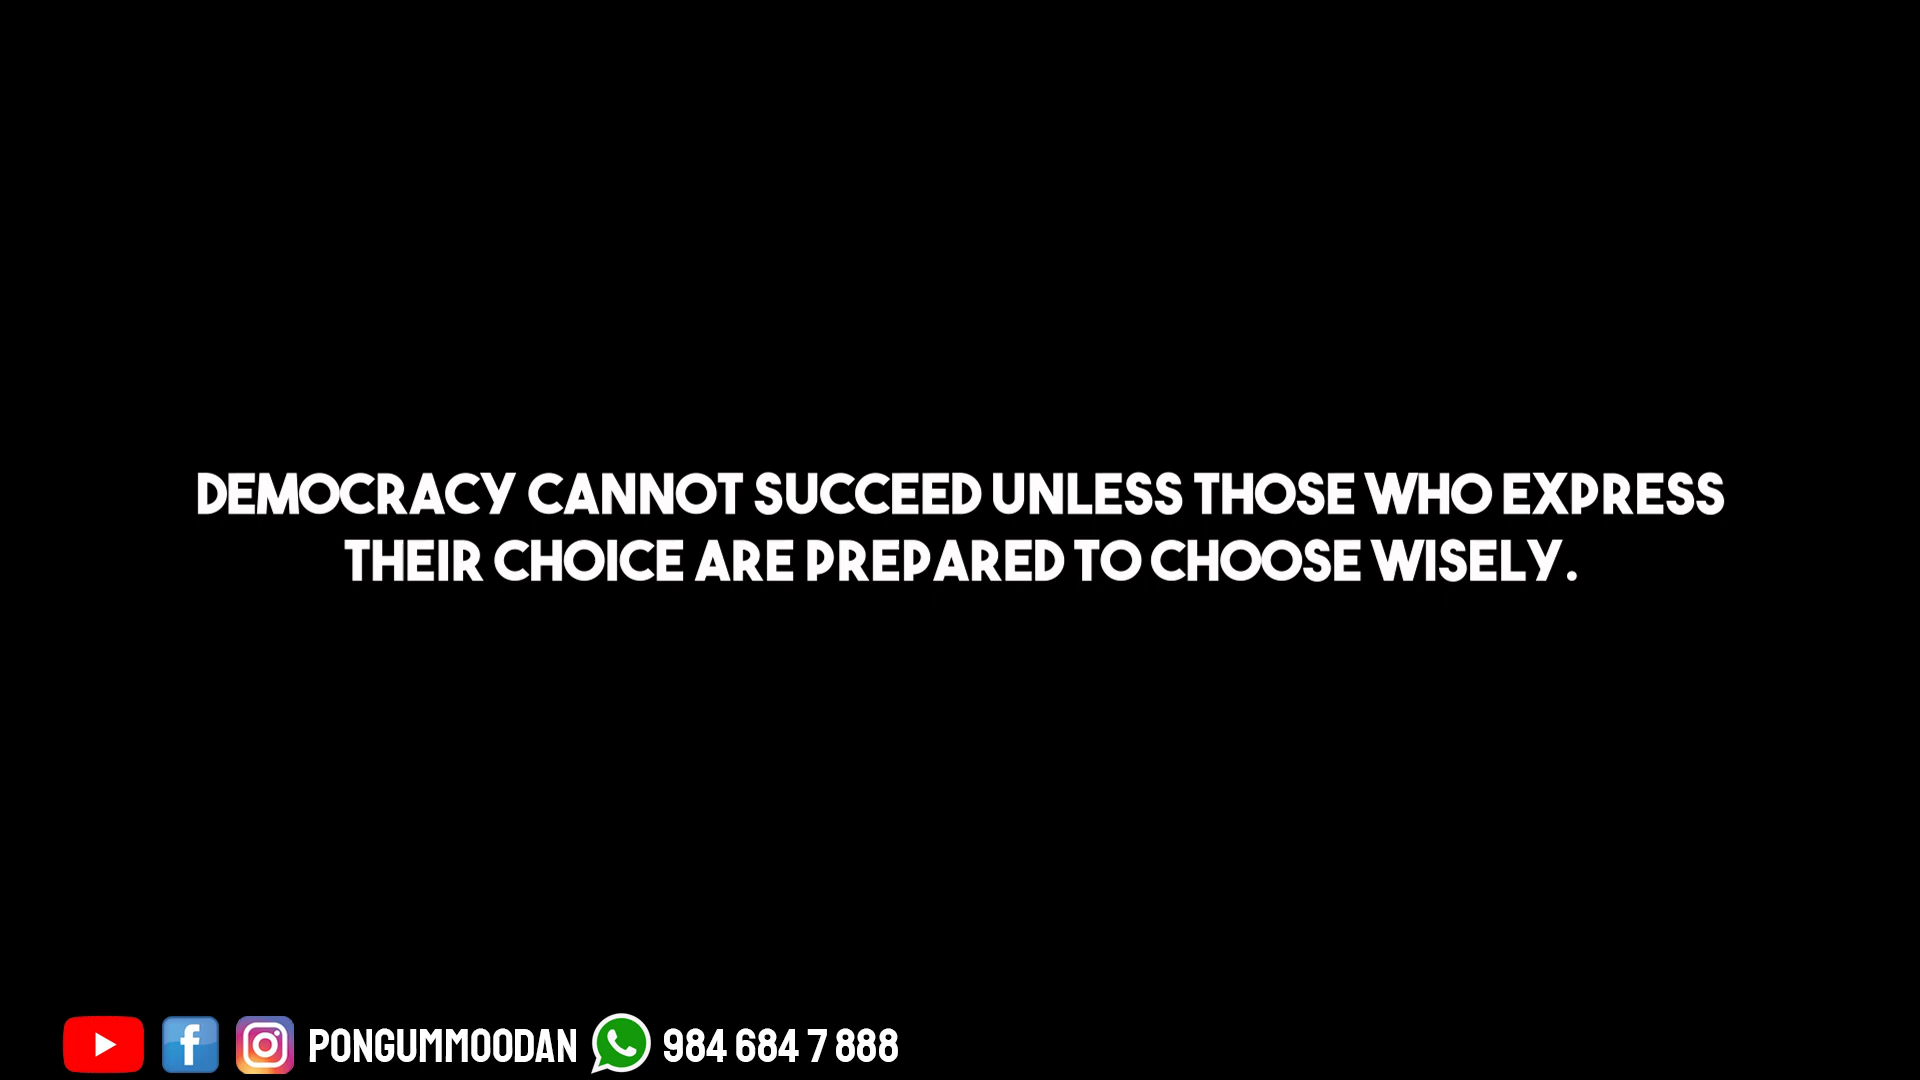 DEMOCRACY CANNOT SUCCEED UNLESS THOSE WHO EXPRESS
THEIR CHOICE ARE PREPARED TO CHOOSE WISELY.
PONGUMMOODAN 984 684 7 888